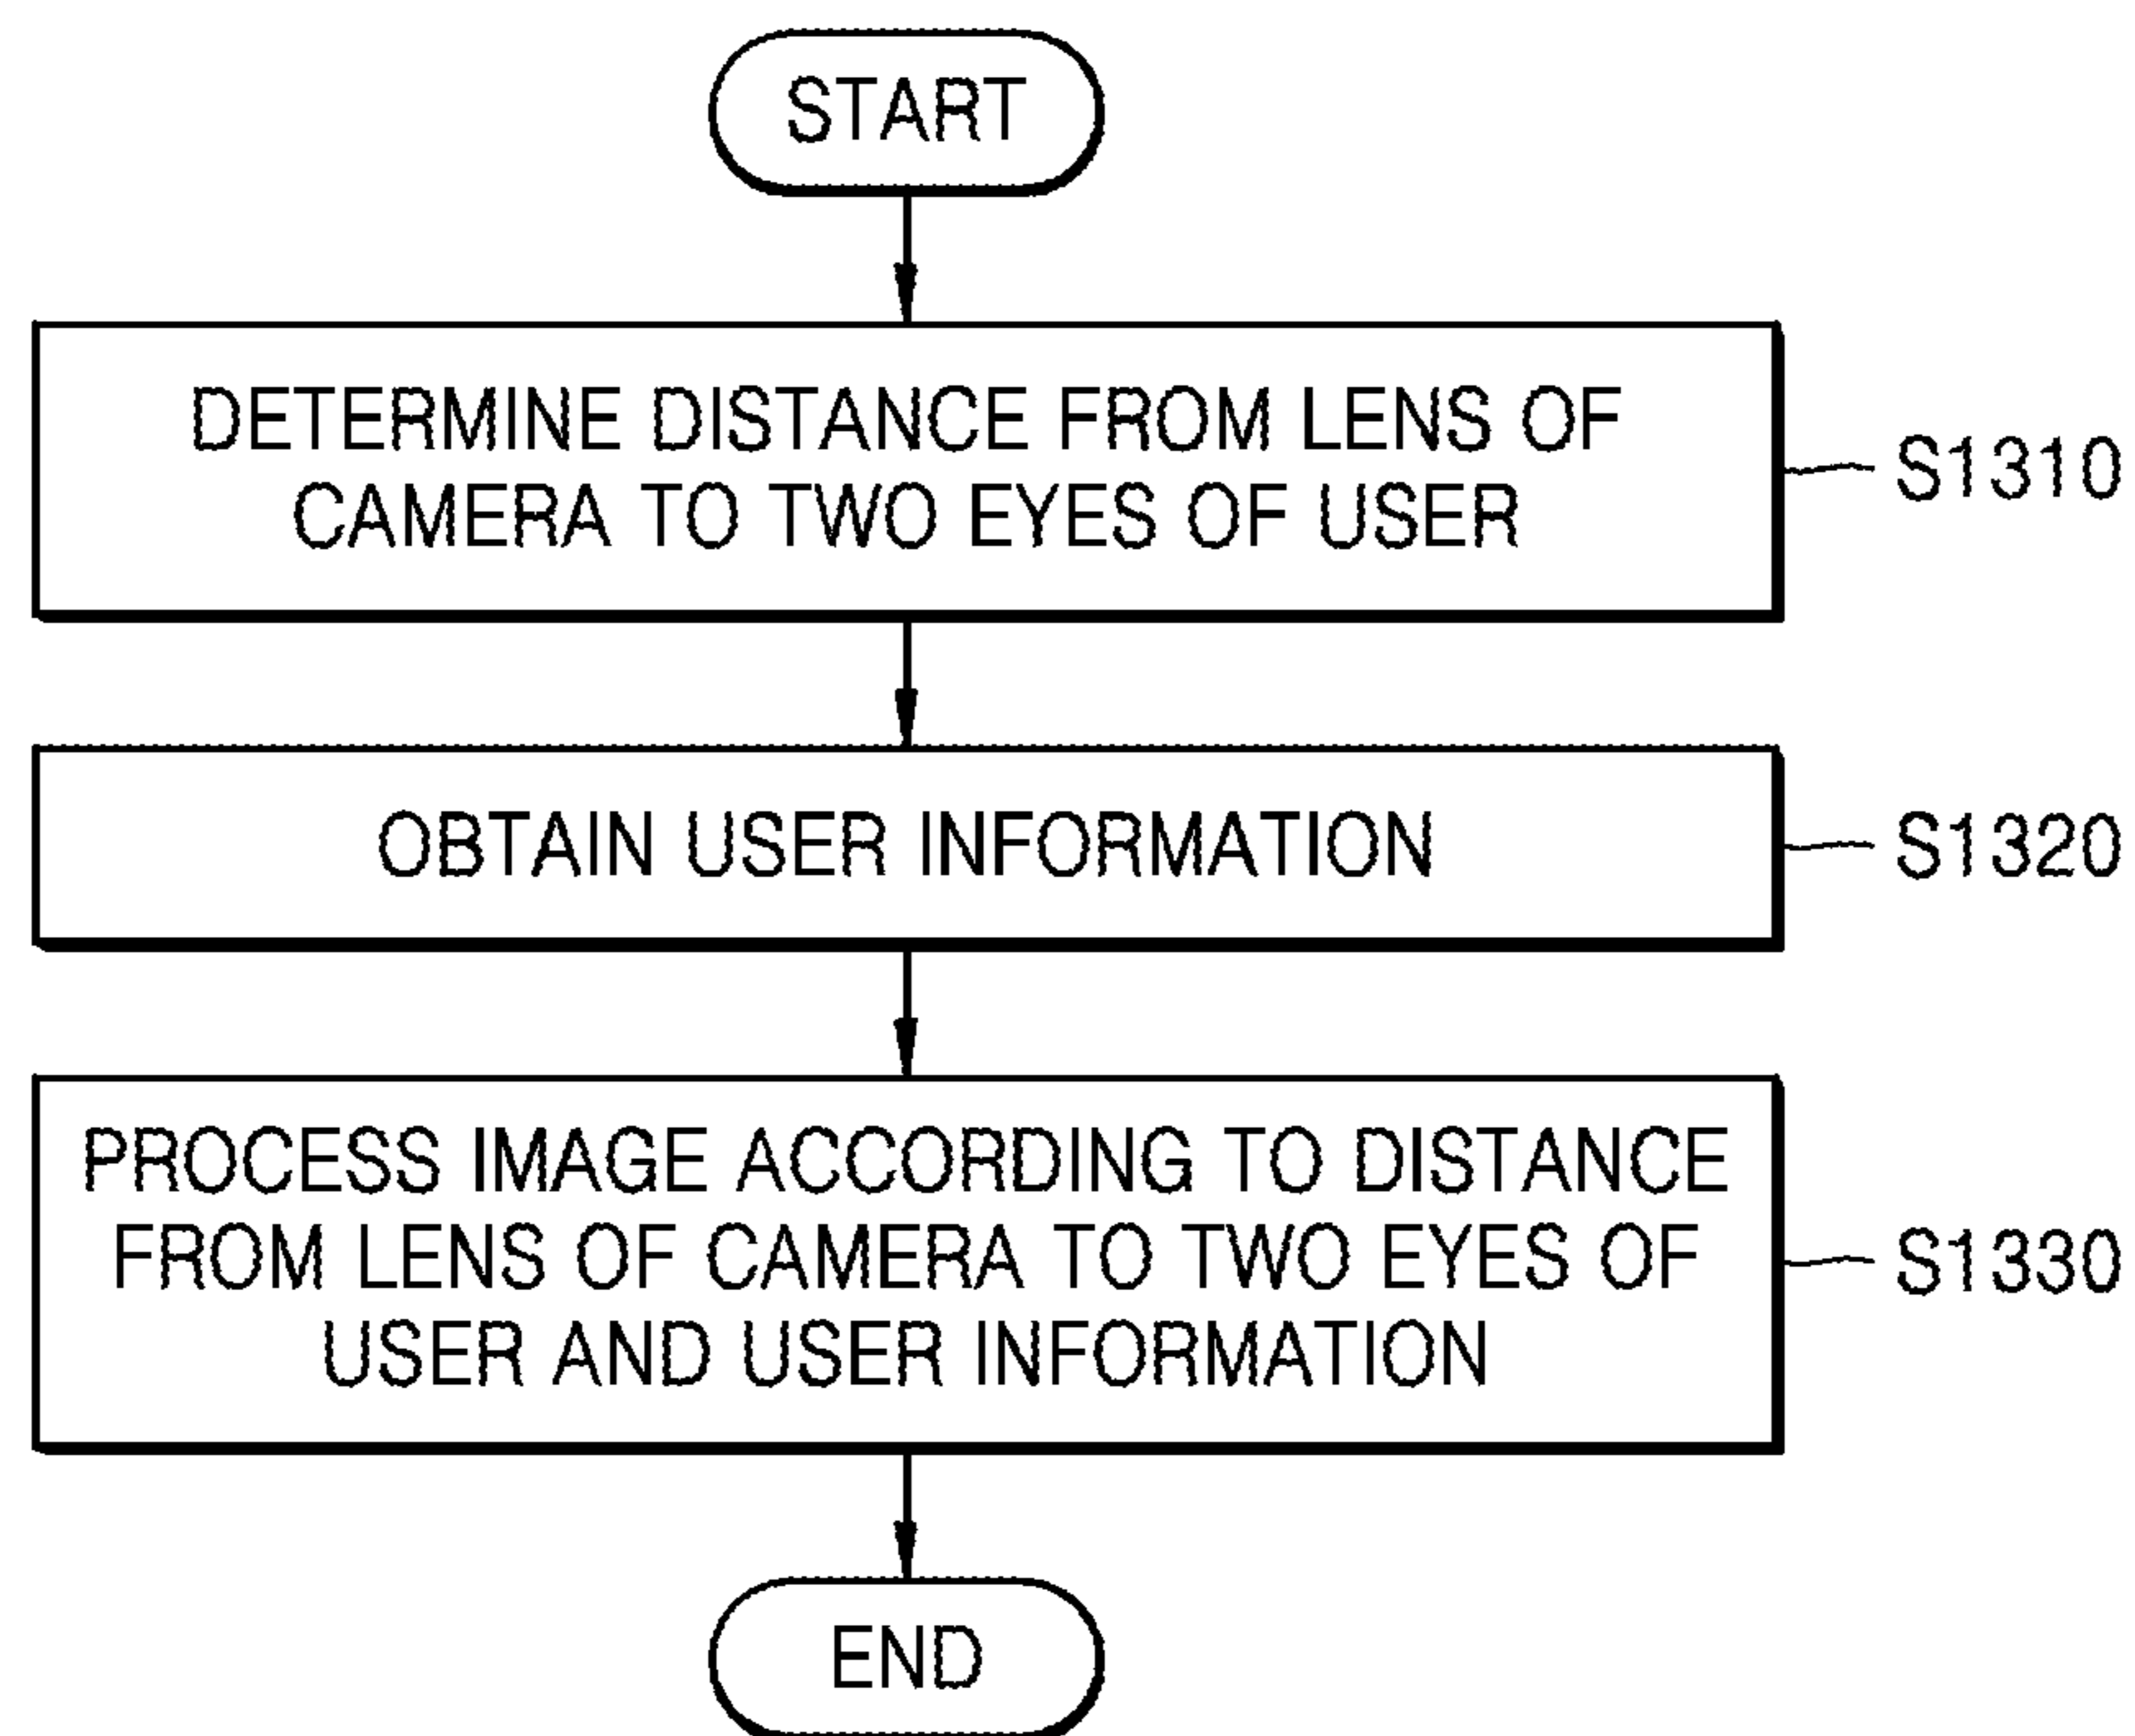 START
DETERMINE DISTANCE FROM LENS OF
CAMERA TO TWO EYES OF USER
S1310
OBTAIN USER INFORMATION
S1320
PROCESS IMAGE ACCORDING TO DISTANCE
FROM LENS OF CAMERA TO TWO EYES OF
USER AND USER INFORMATION
S1330
END